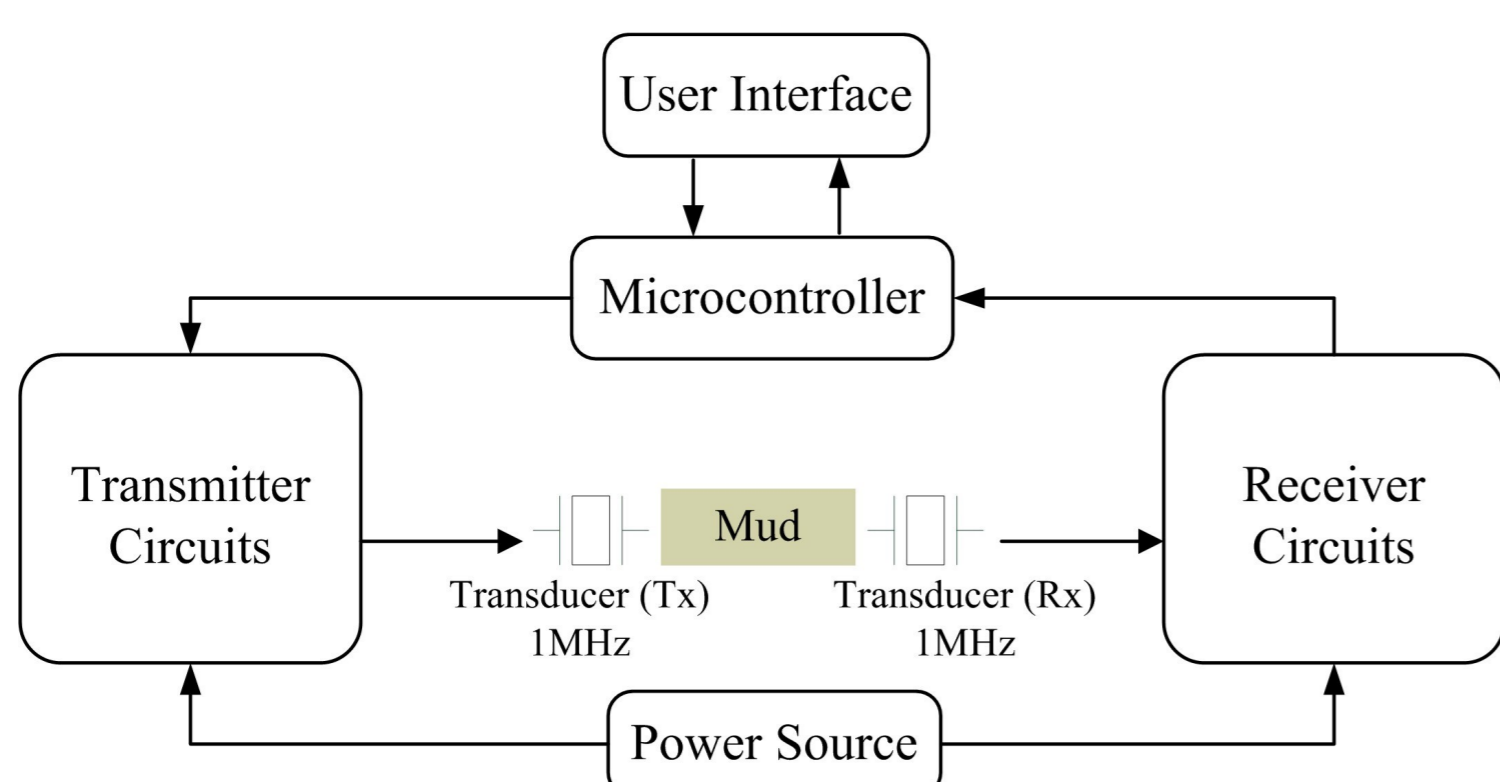 User Interface
Microcontroller
Transmitter
Circuits
Mud
Receiver
Circuits
Transducer (Tx)
1MHz
Transducer (Rx)
1MHz
Power Source